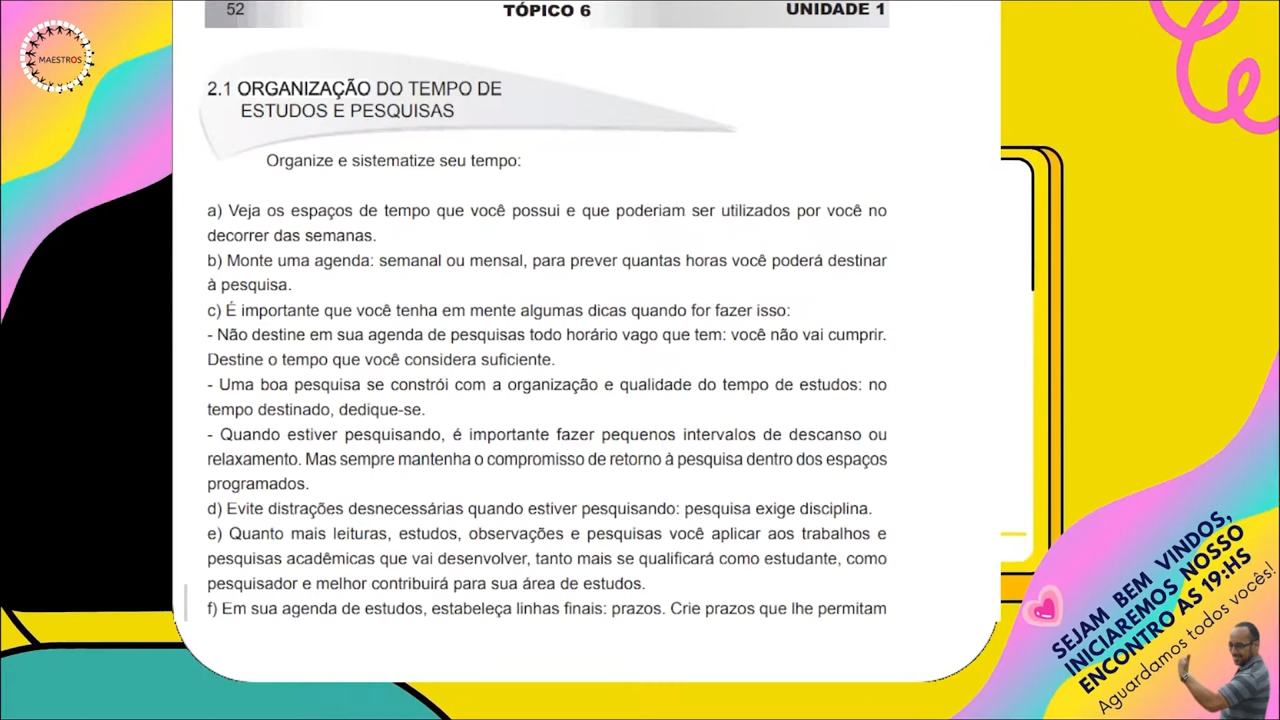 MAESTROS
52 TÓPICO 6 UNIDADE 1
2.1 ORGANIZAÇÃO DO TEMPO DE
ESTUDOS E PESQUISAS
Organize e sistematize seu tempo:
a) Veja os espaços de tempo que você possui e que poderiam ser utilizados por você no
decorrer das semanas.
b) Monte uma agenda: semanal ou mensal, para prever quantas horas você poderá destinar
à pesquisa.
c) É importante que você tenha em mente algumas dicas quando for fazer isso:
- Não destine em sua agenda de pesquisas todo horário vago que tem: você não vai cumprir.
Destine o tempo que você considera suficiente.
- Uma boa pesquisa se constrói com a organização e qualidade do tempo de estudos: no
tempo destinado, dedique-se.
- Quando estiver pesquisando, é importante fazer pequenos intervalos de descanso ou
relaxamento. Mas sempre mantenha o compromisso de retorno à pesquisa dentro dos espaços
programados.
d) Evite distrações desnecessárias quando estiver pesquisando: pesquisa exige disciplina.
e) Quanto mais leituras, estudos, observações e pesquisas você aplicar aos trabalhos e
pesquisas acadêmicas que vai desenvolver, tanto mais se qualificará como estudante, como
pesquisador e melhor contribuirá para sua área de estudos.
f) Em sua agenda de estudos, estabeleça linhas finais: prazos. Crie prazos que lhe permitam
SEJAM BEM VINDOS,
INICIAREMOS NOSSO
ENCONTRO AS 19:HS
Aguardamos todos vocês!